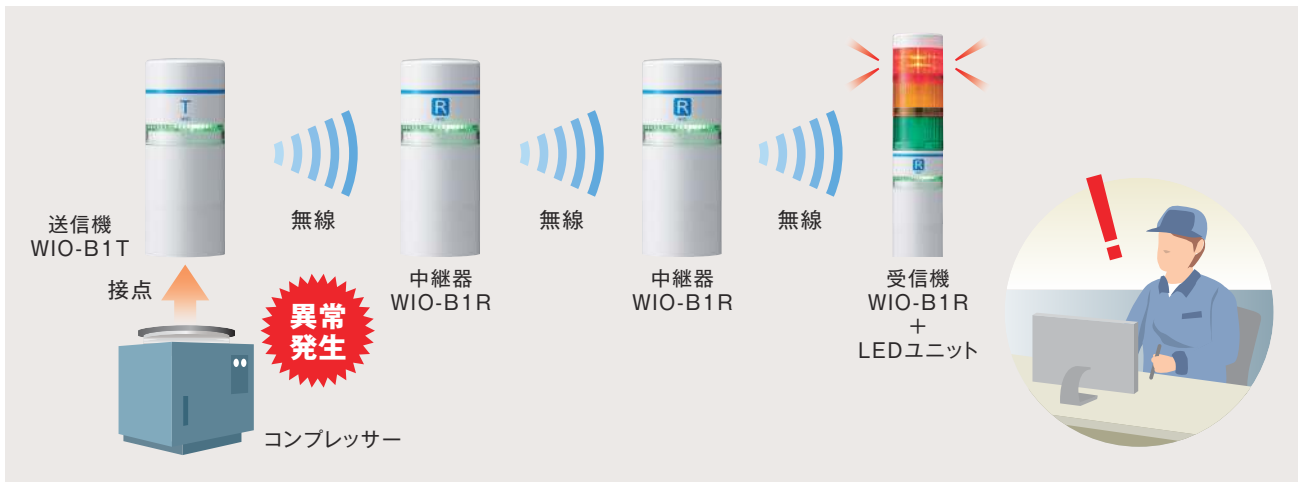 T
R
R
R
送信機
WIO-B1T
無線
中継器
WIO-B1R
無線
中継器
WIO-B1R
無線
受信機
WIO-B1R
+
LEDユニット
接点
異常
発生
!
コンプレッサー